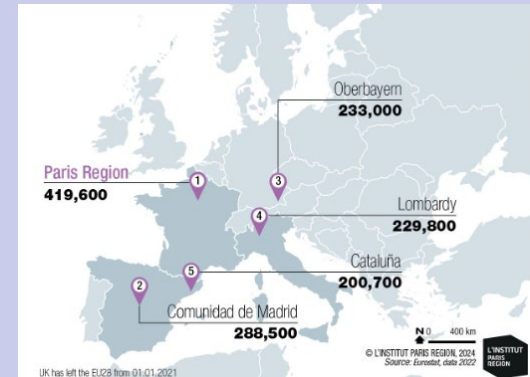 Oberbayern
233,000
Paris Region
419,600
1
3
4
Lombardy
229,800
Cataluña
200,700
5
2
Comunidad de Madrid
288,500
N 0 400 km
© L'INSTITUT PARIS REGION, 2024
Source: Eurostat, data 2022
L'INSTITUT
PARIS
REGION
UK has left the EU28 from 01.01.2021